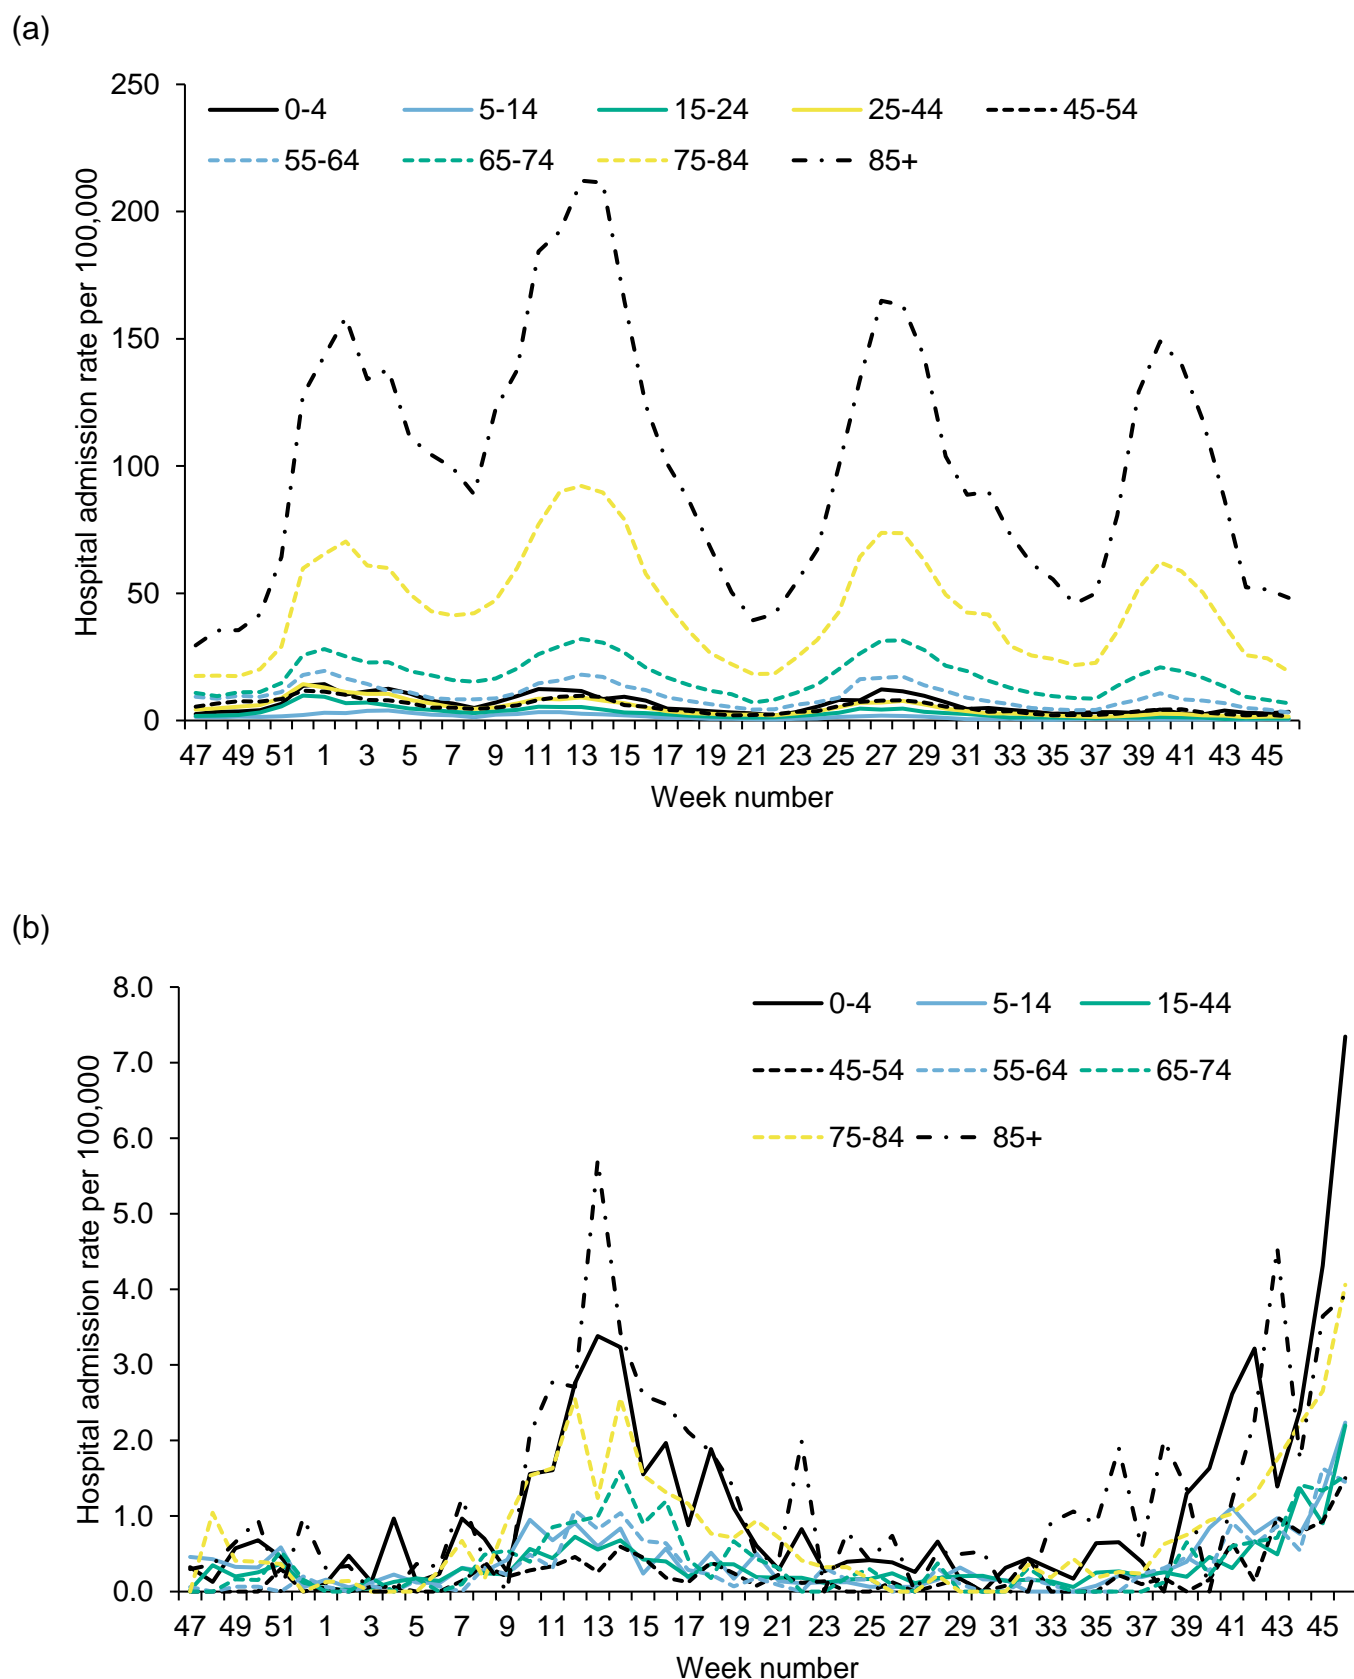 (a)
250
200
150
100
50
0
Hospital admission rate per 100,000
0-4 5-14 15-24 25-44 45-54
55-64 65-74 75-84 85+
47 49 51 1 3 5 7 9 11 13 15 17 19 21 23 25 27 29 31 33 35 37 39 41 43 45
Week number
(b)
8.0
7.0
6.0
5.0
4.0
3.0
2.0
1.0
0.0
Hospital admission rate per 100,000
0-4 5-14 15-44
45-54 55-64 65-74
75-84 85+
47 49 51 1 3 5 7 9 11 13 15 17 19 21 23 25 27 29 31 33 35 37 39 41 43 45
Week number